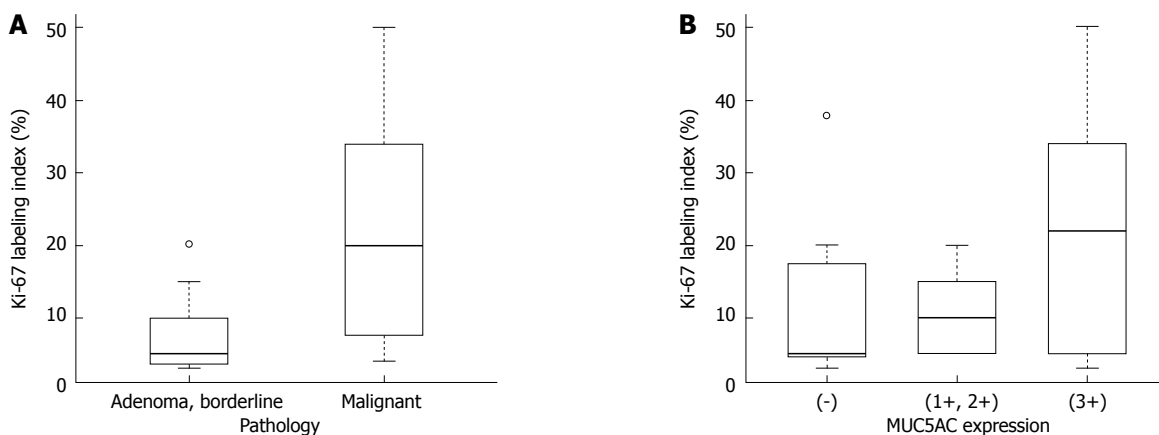 A
Ki-67 labeling index (%)
50
40
30
20
10
0
Adenoma, borderline
Malignant
Pathology
B
Ki-67 labeling index (%)
50
40
30
20
10
0
(-)
(1+, 2+)
(3+)
MUC5AC expression